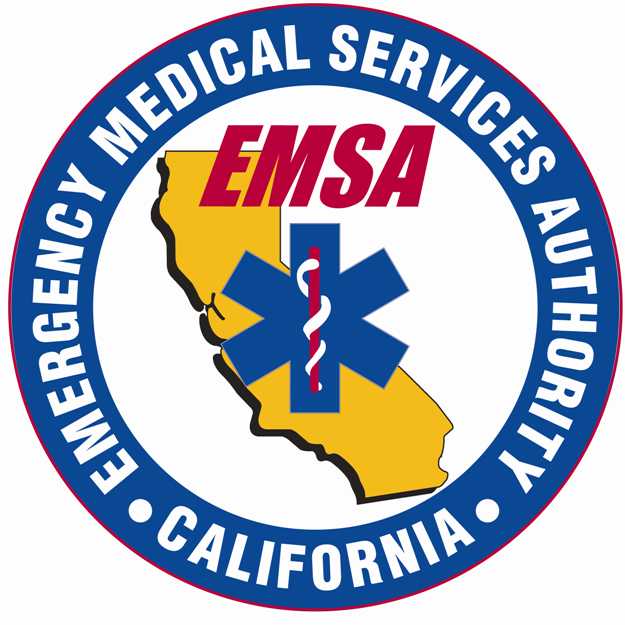 EMERGENCY MEDICAL SERVICES AUTHORITY
EMSA
• CALIFORNIA •